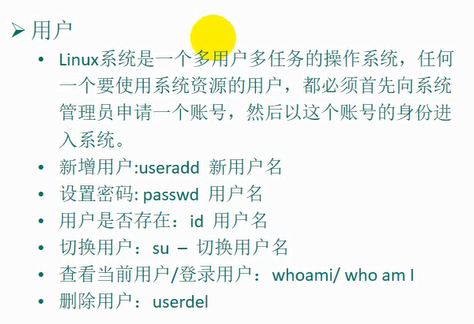 用户
Linux系统是一个多用户多任务的操作系统，任何
一个要使用系统资源的用户，都必须首先向系统
管理员申请一个账号，然后以这个账号的身份进
入系统。
新增用户:useradd 新用户名
设置密码: passwd 用户名
用户是否存在：id 用户名
切换用户：su – 切换用户名
查看当前用户/登录用户：whoami/ who am I
删除用户：userdel